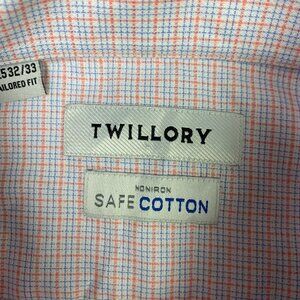 532/33
AILORED FIT
TWILLORY
NONIRON
SAFE COTTON